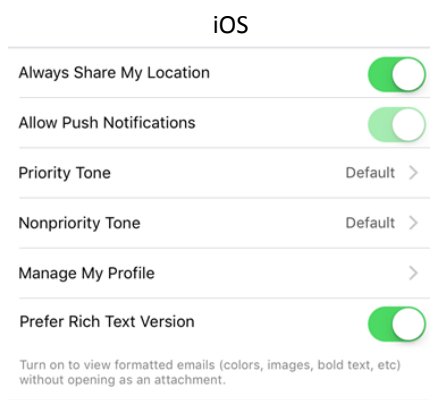 iOS
Always Share My Location
Allow Push Notifications
Priority Tone Default
Nonpriority Tone Default
Manage My Profile
Prefer Rich Text Version
Turn on to view formatted emails (colors, images, bold text, etc)
without opening as an attachment.